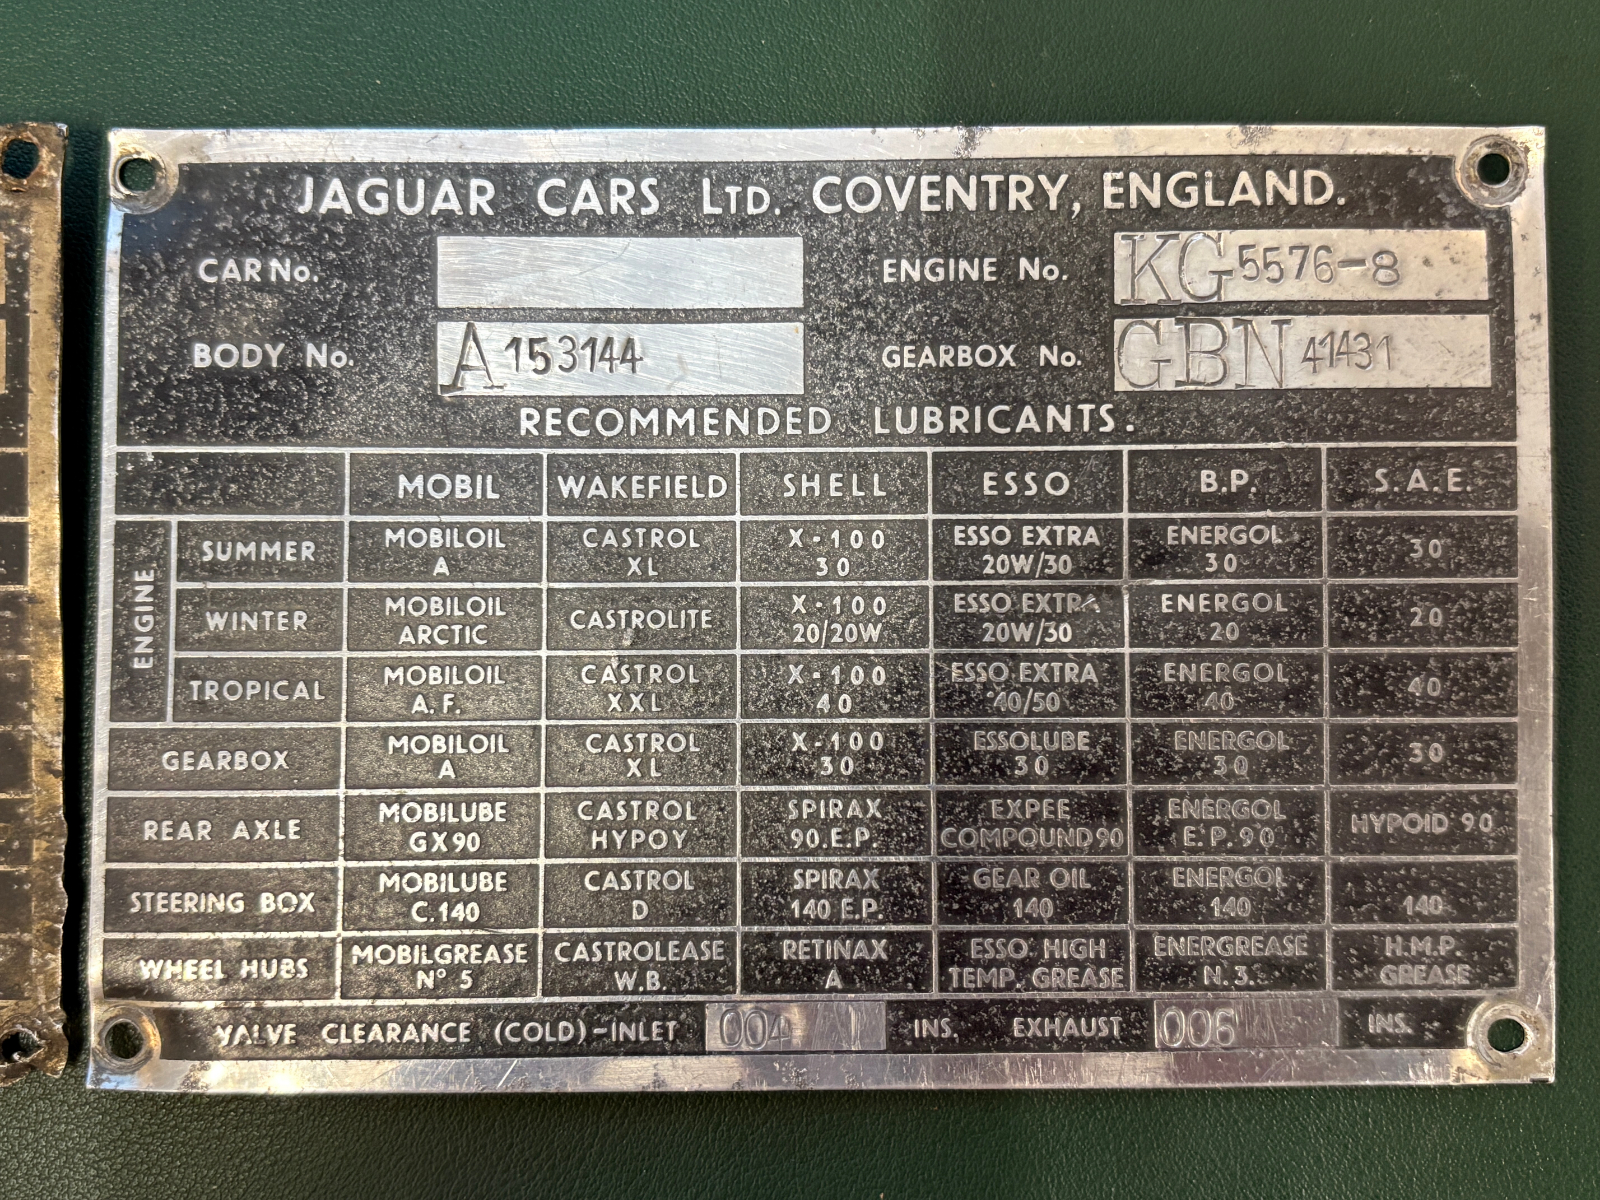 JAGUAR CARS LTD. COVENTRY, ENGLAND.
CAR No. ENGINE No. KG 5576-8
BODY No. A 153144 GEARBOX No. GBN 41431
RECOMMENDED LUBRICANTS.
MOBIL WAKEFIELD SHELL ESSO B.P. S.A.E.
ENGINE
SUMMER MOBILOIL A CASTROL XL X-100 30 ESSO EXTRA 20W/30 ENERGOL 30 30
WINTER MOBILOIL ARCTIC CASTROLITE X-100 20/20W ESSO EXTRA 20W/30 ENERGOL 20 20
TROPICAL MOBILOIL A.F. CASTROL XXL X-100 40 ESSO EXTRA 40/50 ENERGOL 40 40
GEARBOX MOBILOIL A CASTROL XL X-100 30 ESSOLUBE 30 ENERGOL 30 30
REAR AXLE MOBILUBE GX90 CASTROL HYPOY SPIRAX 90.E.P. EXPEE COMPOUND 90 ENERGOL E.P.90 HYPOID 90
STEERING BOX MOBILUBE C.140 CASTROL D SPIRAX 140 E.P. GEAR OIL 140 ENERGOL 140 140
WHEEL HUBS MOBILGREASE Nº 5 CASTROLEASE W.B. RETINAX A ESSO HIGH TEMP. GREASE ENERGREASE N.3. H.M.P. GREASE
VALVE CLEARANCE (COLD)-INLET 004 INS. EXHAUST 006 INS.